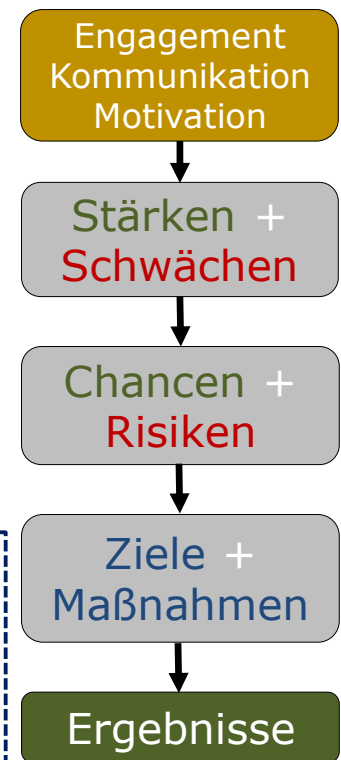 Engagement
Kommunikation
Motivation
Stärken +
Schwächen
Chancen +
Risiken
Ziele +
Maßnahmen
Ergebnisse